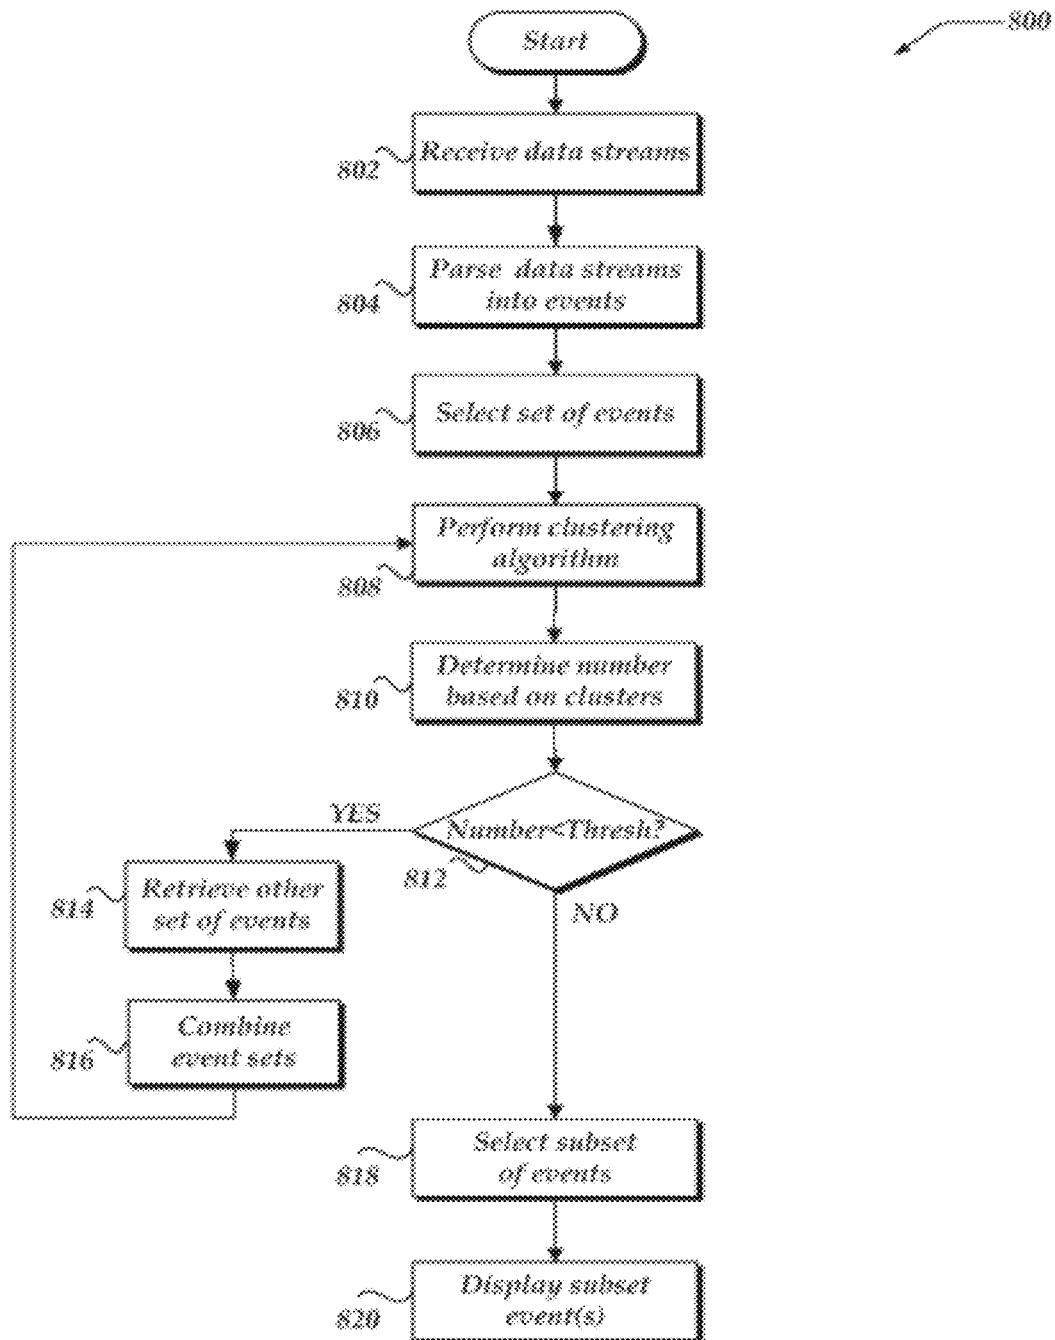 Start
800
Receive data streams
802
Parse data streams
into events
804
Select set of events
806
Perform clustering
algorithm
808
Determine number
based on clusters
810
YES
Number<Thresh?
812
NO
Retrieve other
set of events
814
Combine
event sets
816
Select subset
of events
818
Display subset
event(s)
820